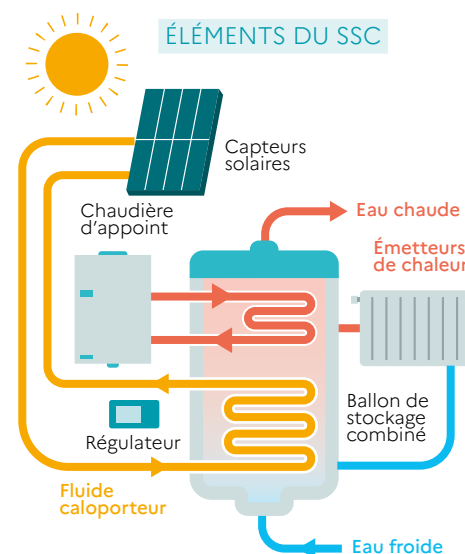 ÉLÉMENTS DU SSC
Capteurs
solaires
Chaudière
d'appoint
Eau chaude
Émetteurs
de chaleur
Régulateur
Ballon de
stockage
combiné
Fluide
caloporteur
Eau froide